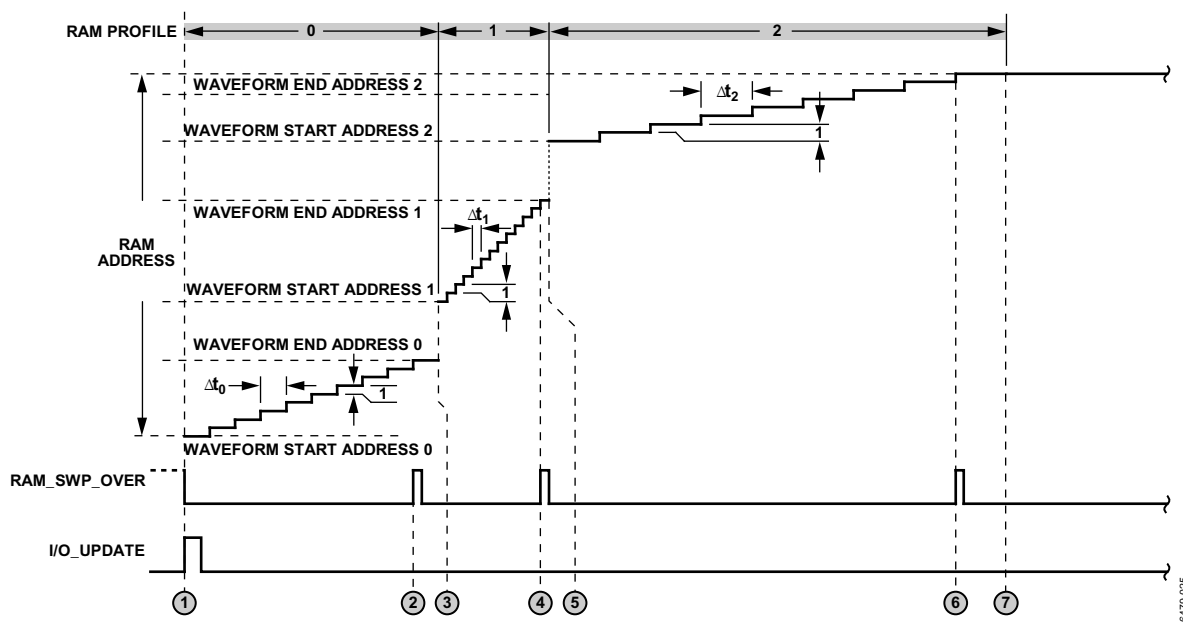 RAM PROFILE
0
1
2
WAVEFORM END ADDRESS 2
Δt2
WAVEFORM START ADDRESS 2
1
WAVEFORM END ADDRESS 1
Δt1
RAM
ADDRESS
WAVEFORM START ADDRESS 1
1
WAVEFORM END ADDRESS 0
Δt0
1
WAVEFORM START ADDRESS 0
RAM_SWP_OVER
I/O_UPDATE
1
2
3
4
5
6
7